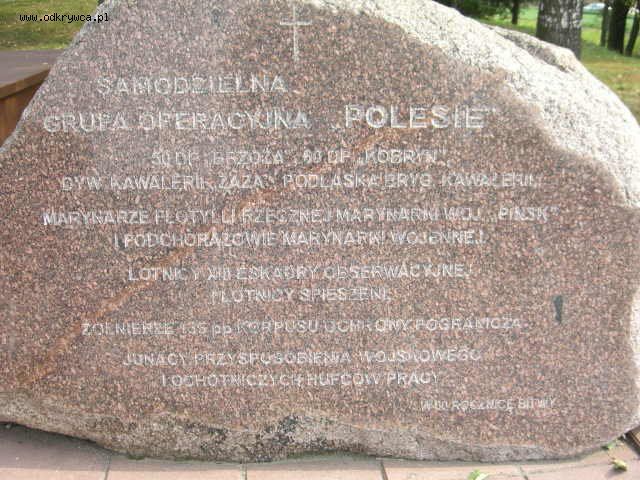 www.odkrywca.pl
SAMODZIELNA
GRUPA OPERACYJNA „POLESIE"
50 DP „BRZOZA", 60 DP „KOBRYŃ",
DYW. KAWALERII „ZAZA", PODLASKA BRYG. KAWALERII,
MARYNARZE FLOTYLLI RZECZNEJ MARYNARKI WOJ. „PIŃSK"
I PODCHORĄŻOWIE MARYNARKI WOJENNEJ,
LOTNICY XIII ESKADRY OBSERWACYJNEJ
I LOTNICY SPIESZENI,
ŻOŁNIERZE 135 pp KORPUSU OCHRONY POGRANICZA
JUNACY PRZYSPOSOBIENIA WOJSKOWEGO
I OCHOTNICZYCH HUFCÓW PRACY
W 60 ROCZNICĘ BITWY